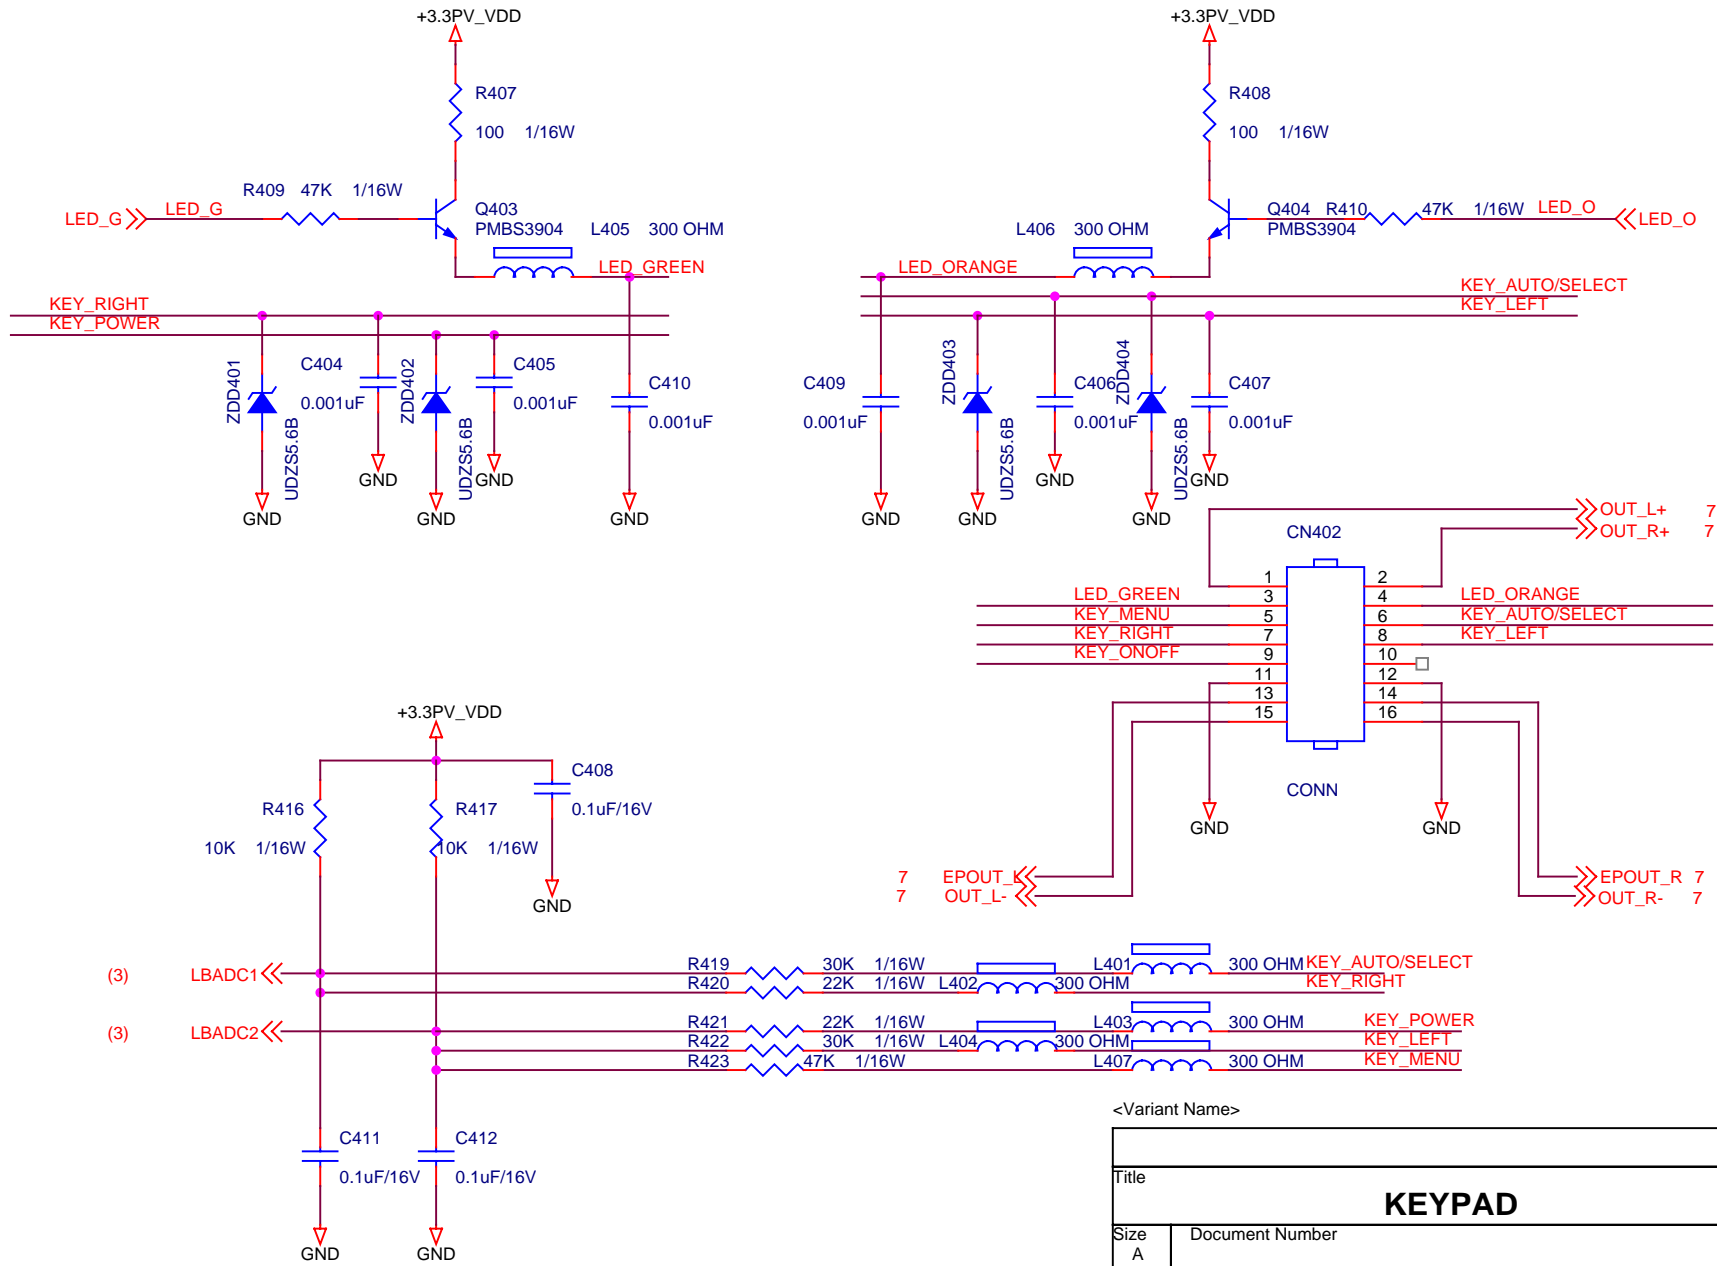 +3.3PV_VDD
+3.3PV_VDD
R407
100 1/16W
R408
100 1/16W
R409 47K 1/16W
LED_G
LED_G
Q403
PMBS3904
L405 300 OHM
LED_GREEN
L406 300 OHM
LED_ORANGE
Q404 R410 47K 1/16W
PMBS3904
LED_O
LED_O
KEY_RIGHT
KEY_POWER
KEY_AUTO/SELECT
KEY_LEFT
ZDD401
UDZS5.6B
C404
0.001uF
ZDD402
UDZS5.6B
C405
0.001uF
C410
0.001uF
C409
0.001uF
ZDD403
UDZS5.6B
C406
0.001uF
ZDD404
UDZS5.6B
C407
0.001uF
GND
GND
GND
GND
GND
GND
GND
GND
GND
GND
OUT_L+ 7
OUT_R+ 7
CN402
1 2
LED_GREEN 3 4 LED_ORANGE
KEY_MENU 5 6 KEY_AUTO/SELECT
KEY_RIGHT 7 8 KEY_LEFT
KEY_ONOFF 9 10
11 12
13 14
15 16
CONN
GND
GND
7 EPOUT_L
7 OUT_L-
EPOUT_R 7
OUT_R- 7
+3.3PV_VDD
R416
10K 1/16W
R417
10K 1/16W
C408
0.1uF/16V
GND
(3) LBADC1
R419 30K 1/16W L401 300 OHM KEY_AUTO/SELECT
R420 22K 1/16W L402 300 OHM KEY_RIGHT
(3) LBADC2
R421 22K 1/16W L403 300 OHM KEY_POWER
R422 30K 1/16W L404 300 OHM KEY_LEFT
R423 47K 1/16W L407 300 OHM KEY_MENU
C411
0.1uF/16V
C412
0.1uF/16V
GND
GND
<Variant Name>
Title
KEYPAD
Size
A
Document Number